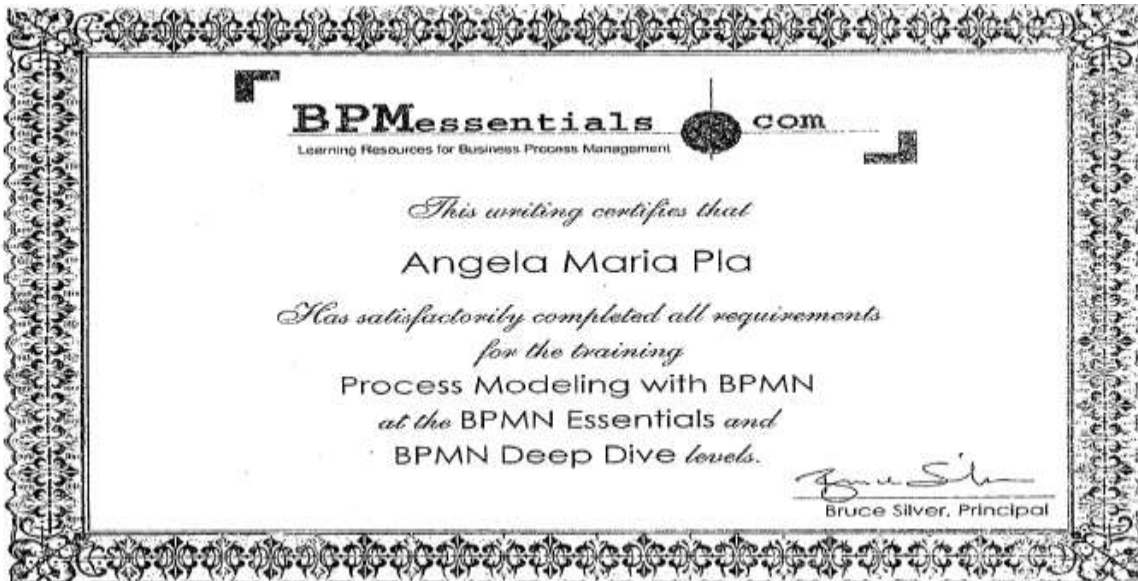 BPMessentials com
Learning Resources for Business Process Management
This writing certifies that
Angela Maria Pla
Has satisfactorily completed all requirements
for the training
Process Modeling with BPMN
at the BPMN Essentials and
BPMN Deep Dive levels.
Bruce Silver
Bruce Silver, Principal